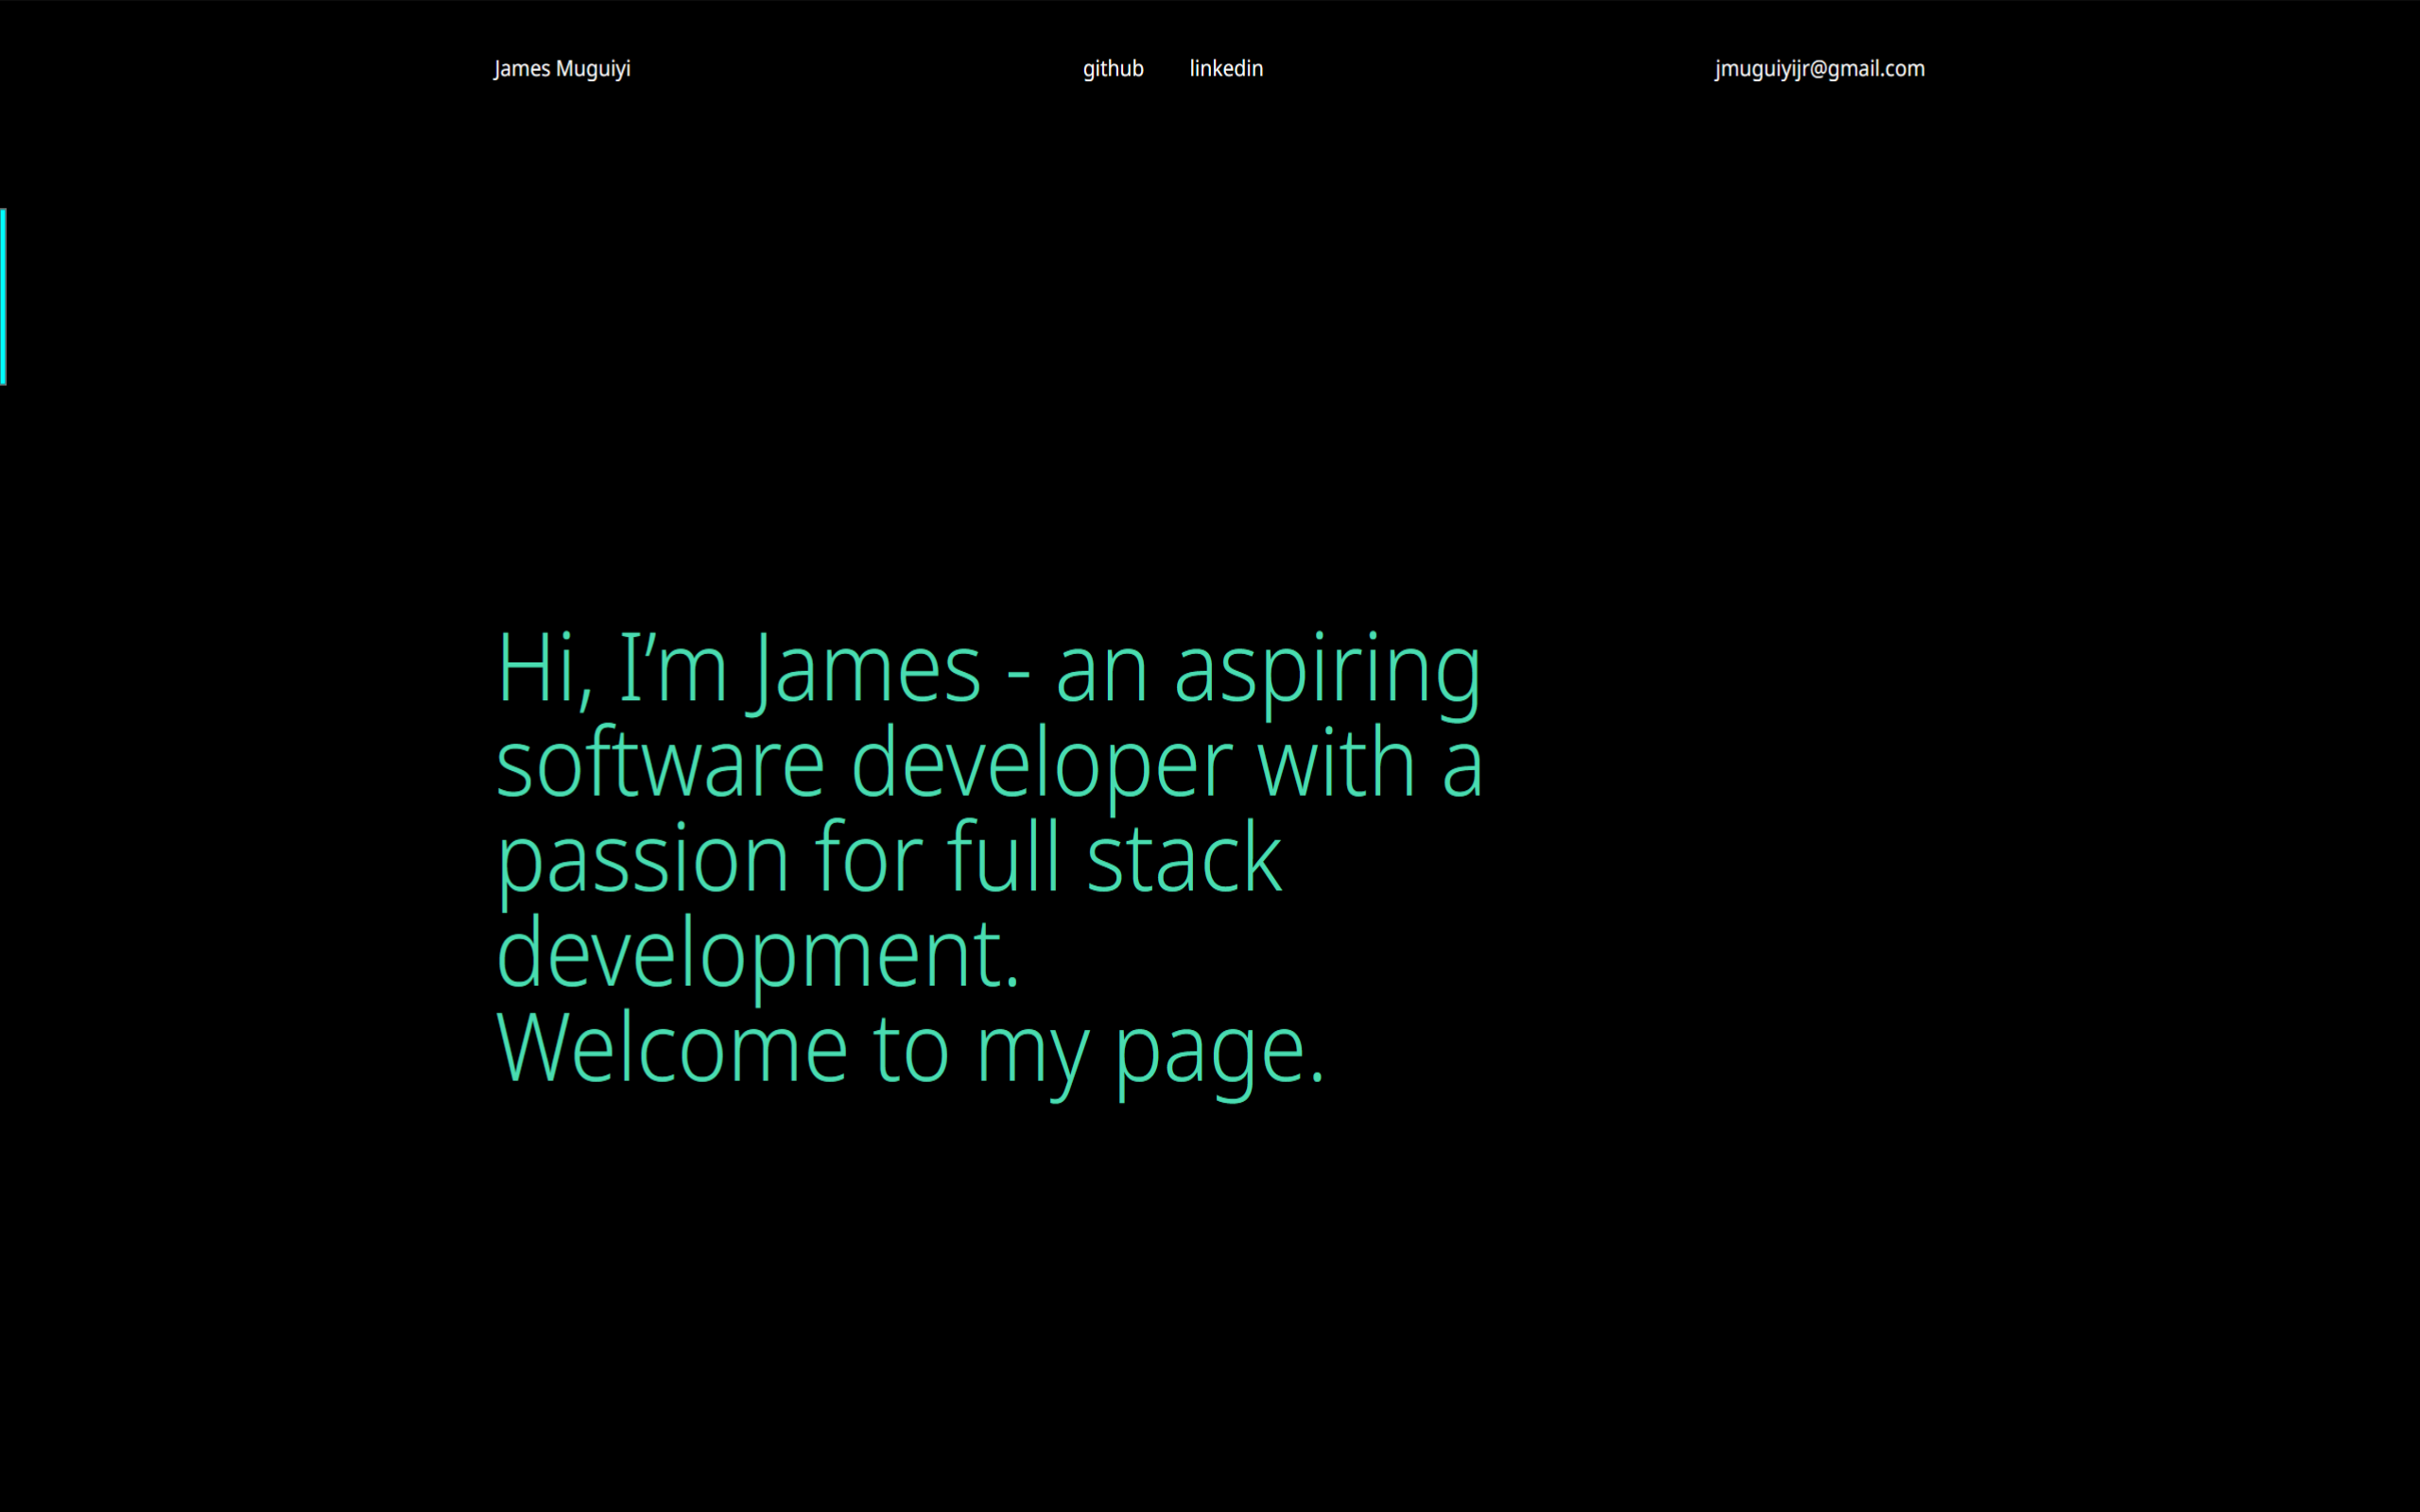 James Muguiyi github linkedin jmuguiyijr@gmail.com
Hi, I’m James - an aspiring
software developer with a
passion for full stack
development.
Welcome to my page.